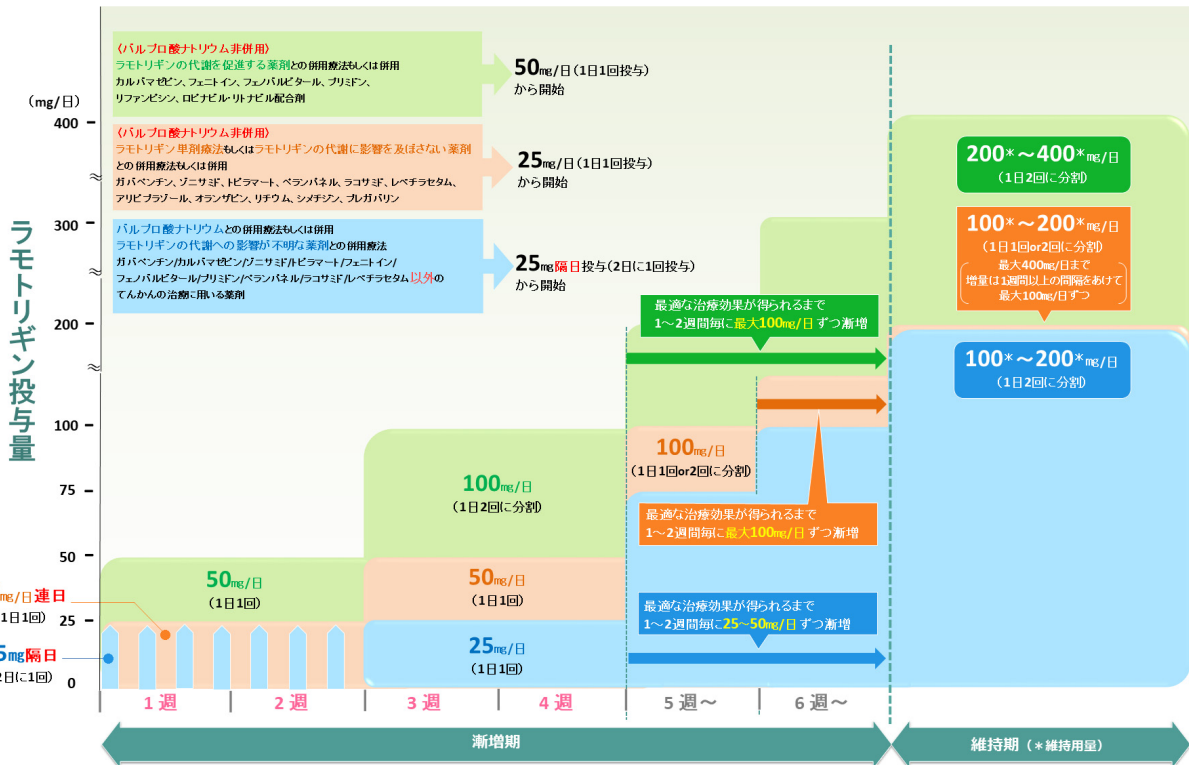 〈バルプロ酸ナトリウム非併用〉
ラモトリギンの代謝を促進する薬剤との併用療法もしくは併用
カルバマゼピン、フェニトイン、フェノバルビタール、プリミドン、
リファンピシン、ロピナビル・リトナビル配合剤
50mg/日(1日1回投与)
から開始
〈バルプロ酸ナトリウム非併用〉
ラモトリギン単剤療法もしくはラモトリギンの代謝に影響を及ぼさない薬剤
との併用療法もしくは併用
ガバペンチン、ゾニサミド、トピラマート、ペランパネル、ラコサミド、レベチラセタム、
アリピプラゾール、オランザピン、リチウム、シメチジン、プレガバリン
25mg/日(1日1回投与)
から開始
バルプロ酸ナトリウムとの併用療法もしくは併用
ラモトリギンの代謝への影響が不明な薬剤との併用療法
ガバペンチン/カルバマゼピン/ゾニサミド/トピラマート/フェニトイン/
フェノバルビタール/プリミドン/ペランパネル/ラコサミド/レベチラセタム以外の
てんかんの治療に用いる薬剤
25mg隔日投与(2日に1回投与)
から開始
ラモトリギン投与量
(mg/日)
400
300
200
100
75
50
25
0
mg/日連日
1日1回)
5mg隔日
2日に1回)
50mg/日
(1日1回)
100mg/日
(1日2回に分割)
50mg/日
(1日1回)
25mg/日
(1日1回)
最適な治療効果が得られるまで
1～2週間毎に最大100mg/日ずつ漸増
100mg/日
(1日1回or2回に分割)
最適な治療効果が得られるまで
1～2週間毎に最大100mg/日ずつ漸増
最適な治療効果が得られるまで
1～2週間毎に25～50mg/日ずつ漸増
200*～400*mg/日
(1日2回に分割)
100*～200*mg/日
(1日1回or2回に分割)
最大400mg/日まで
増量は1週間以上の間隔をあけて
最大100mg/日ずつ
100*～200*mg/日
(1日2回に分割)
1週
2週
3週
4週
5週～
6週～
漸増期
維持期(*維持用量)